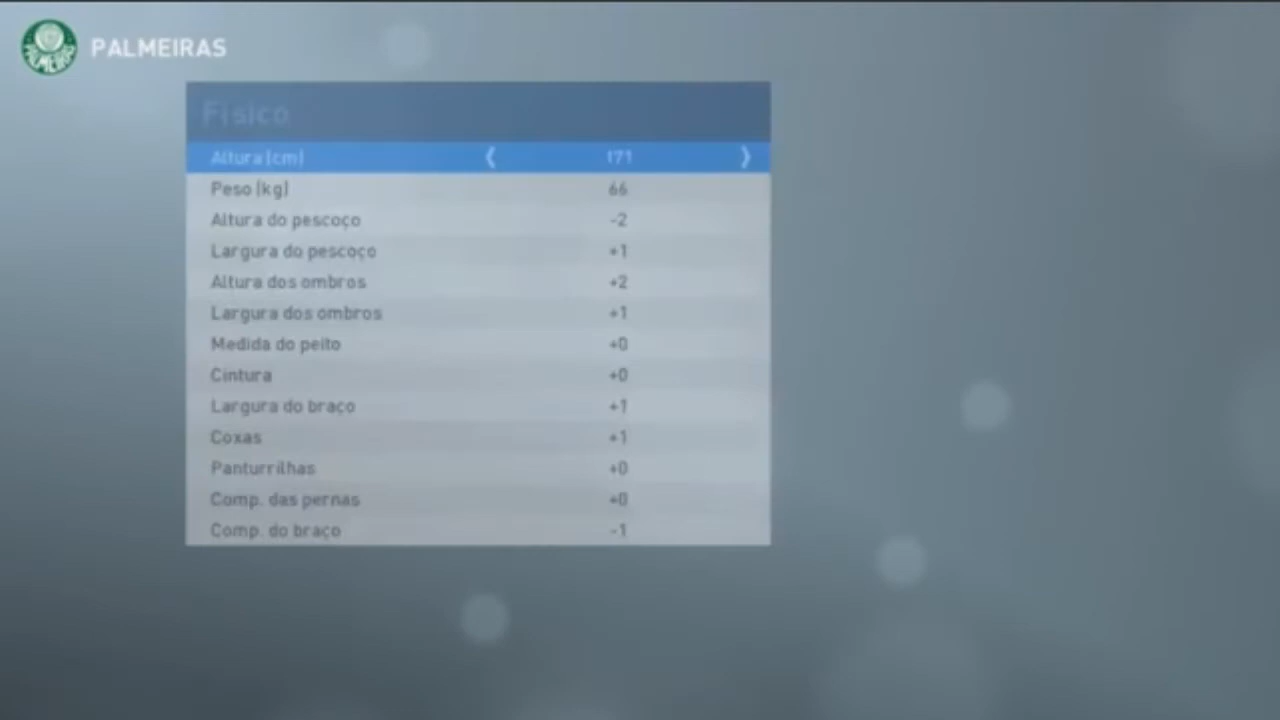 PALMEIRAS
Físico
Altura (cm) 171
Peso (kg) 66
Altura do pescoço -2
Largura do pescoço +1
Altura dos ombros +2
Largura dos ombros +1
Medida do peito +0
Cintura +0
Largura do braço +1
Coxas +1
Panturrilhas +0
Comp. das pernas +0
Comp. do braço -1